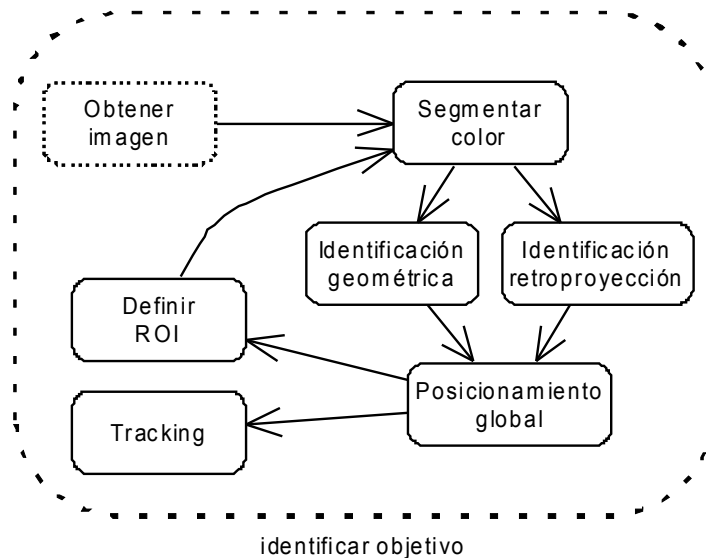 Obtener
imagen
Segmentar
color
Identificación
geométrica
Identificación
retroproyección
Definir
ROI
Posicionamiento
global
Tracking
identificar objetivo